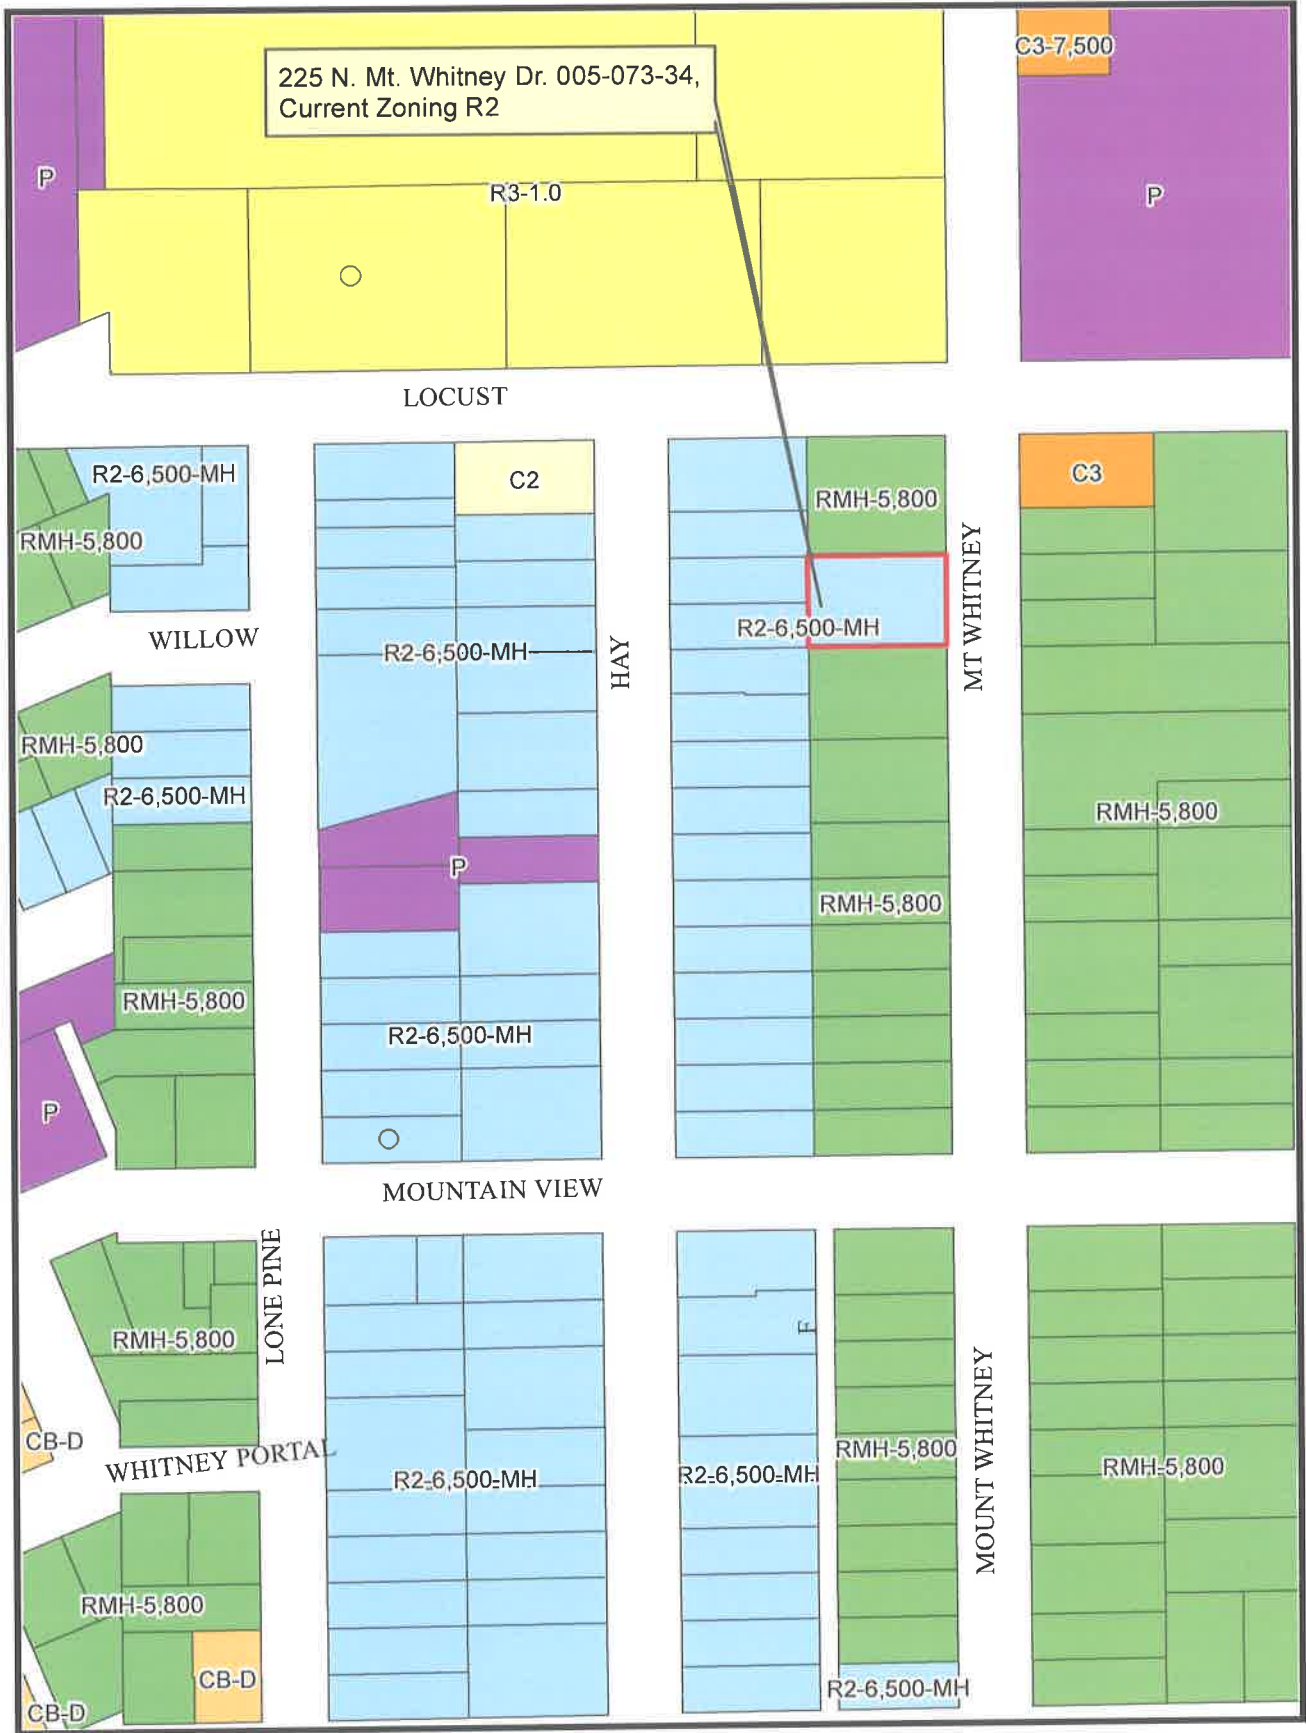 C3-7,500
225 N. Mt. Whitney Dr. 005-073-34,
Current Zoning R2
P
R3-1.0
P
LOCUST
R2-6,500-MH
C2
RMH-5,800
C3
RMH-5,800
MT WHITNEY
WILLOW
R2-6,500-MH
HAY
R2-6,500-MH
RMH-5,800
R2-6,500-MH
RMH-5,800
P
RMH-5,800
RMH-5,800
R2-6,500-MH
P
MOUNTAIN VIEW
LONE PINE
RMH-5,800
F
MOUNT WHITNEY
CB-D
WHITNEY PORTAL
R2-6,500-MH
R2-6,500-MH
RMH-5,800
RMH-5,800
RMH-5,800
CB-D
R2-6,500-MH
CB-D